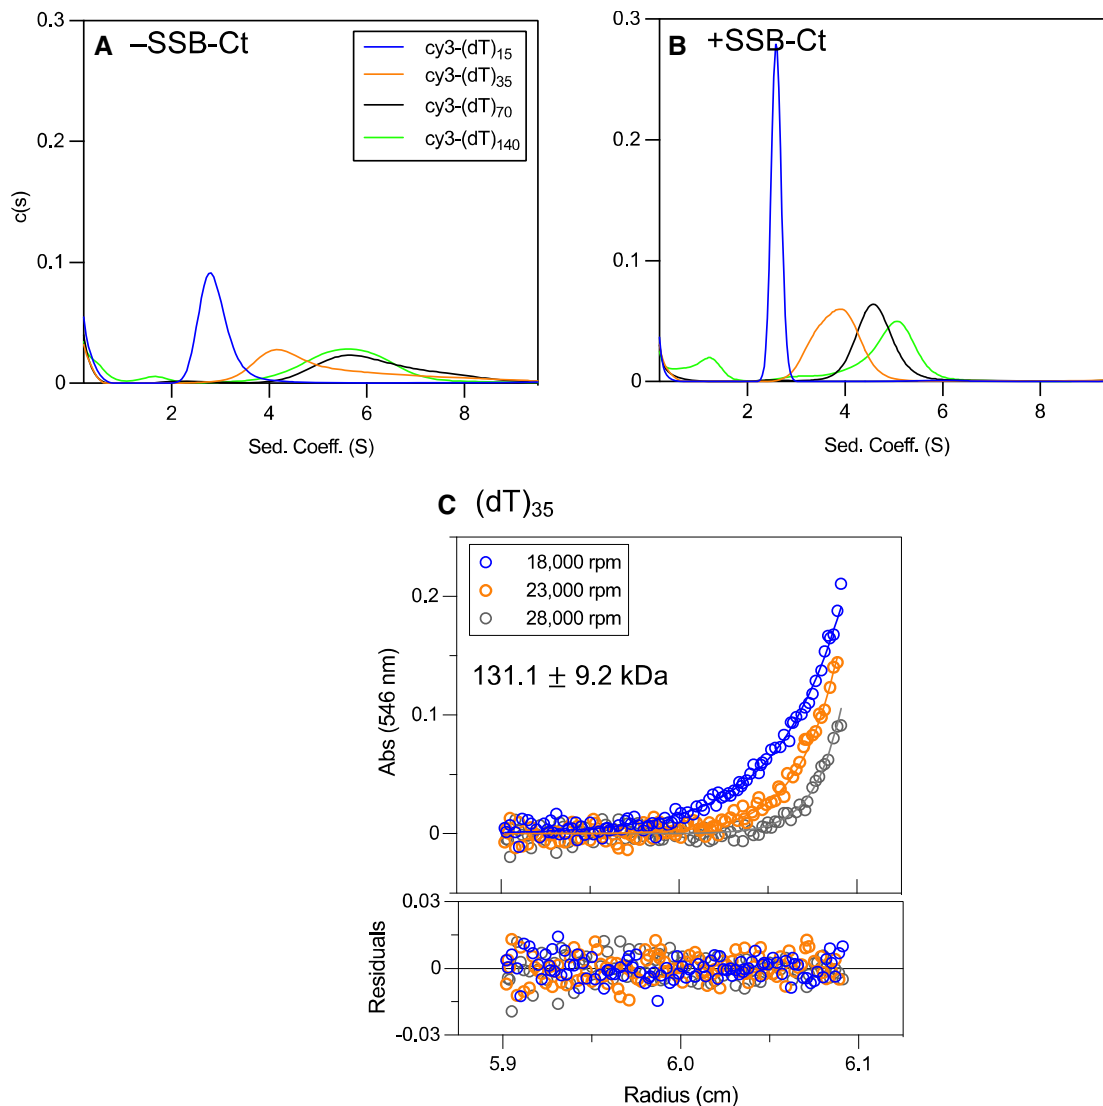 A –SSB-Ct
cy3-(dT)15
cy3-(dT)35
cy3-(dT)70
cy3-(dT)140
0.3
0.2
0.1
0
c(s)
2 4 6 8
Sed. Coeff. (S)
B +SSB-Ct
0.3
0.2
0.1
0
2 4 6 8
Sed. Coeff. (S)
C (dT)35
18,000 rpm
23,000 rpm
28,000 rpm
131.1 ± 9.2 kDa
0.2
0.1
0
Abs (546 nm)
0.03
0
-0.03
Residuals
5.9 6.0 6.1
Radius (cm)